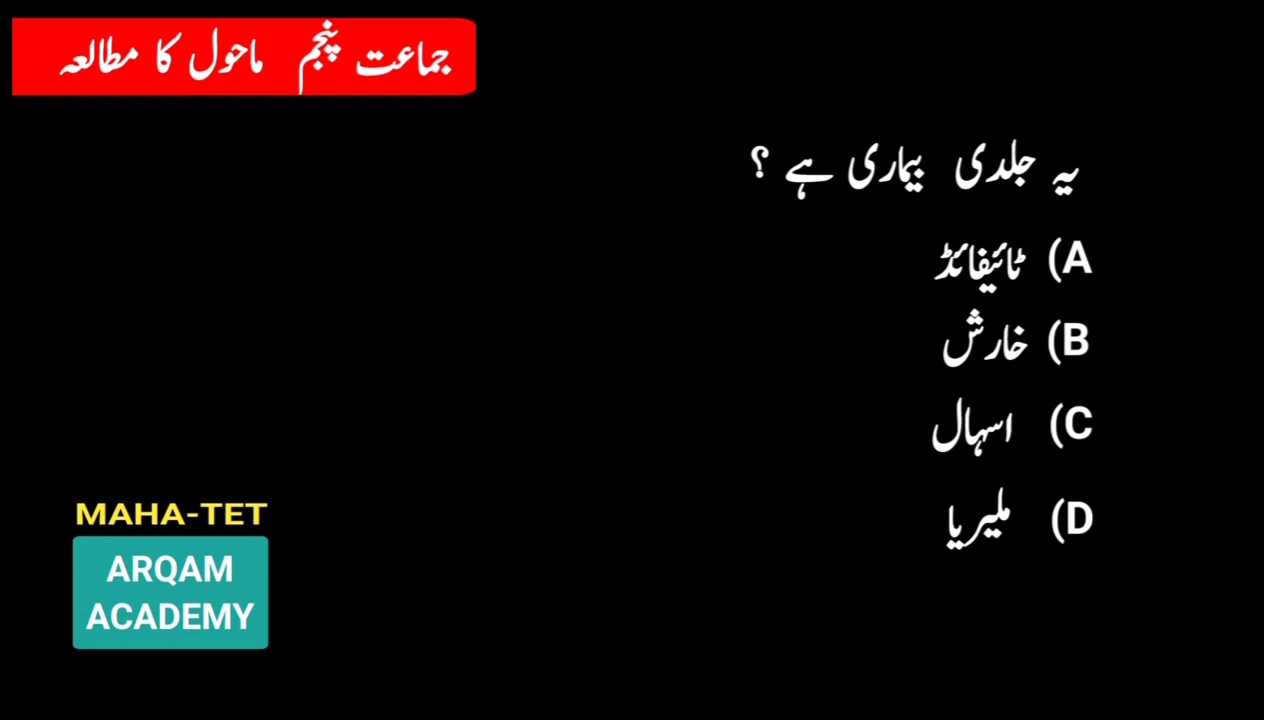 جماعت پنجم ماحول کا مطالعہ
یہ جلدی بیماری ہے ؟
A) ٹائیفائڈ
B) خارش
C) اسہال
D) ملیریا
MAHA-TET
ARQAM
ACADEMY